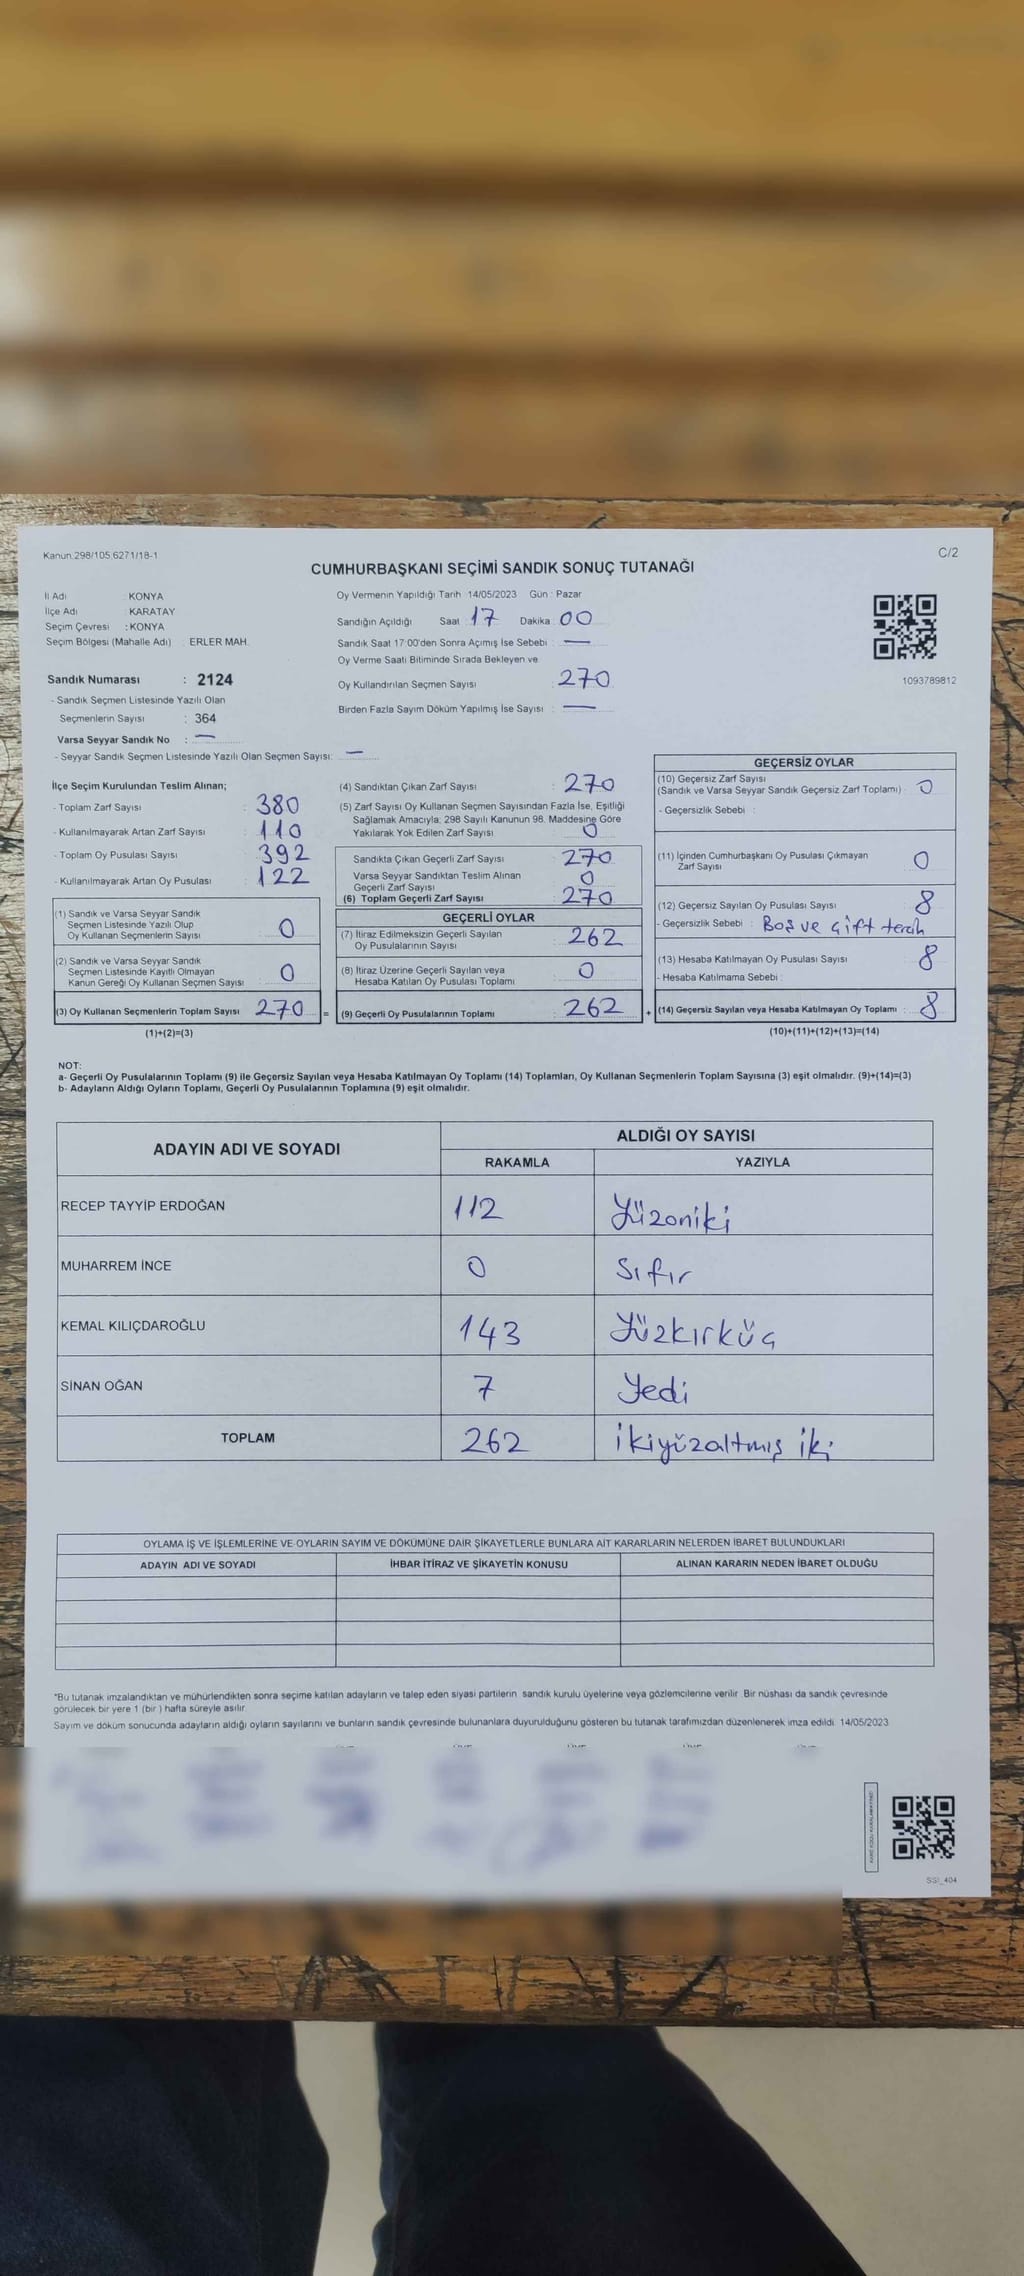 Kanun.298/105,6271/18-1
C/2
CUMHURBAŞKANI SEÇİMİ SANDIK SONUÇ TUTANAĞI
İl Adı : KONYA
İlçe Adı : KARATAY
Seçim Çevresi : KONYA
Seçim Bölgesi (Mahalle Adı) : ERLER MAH.
Sandık Numarası : 2124
- Sandık Seçmen Listesinde Yazılı Olan
Seçmenlerin Sayısı : 364
Varsa Seyyar Sandık No : —
- Seyyar Sandık Seçmen Listesinde Yazılı Olan Seçmen Sayısı: —
Oy Vermenin Yapıldığı Tarih 14/05/2023 Gün : Pazar
Sandığın Açıldığı Saat : 17 Dakika : 00
Sandık Saat 17:00'den Sonra Açımış İse Sebebi : —
Oy Verme Saati Bitiminde Sırada Bekleyen ve
Oy Kullandırılan Seçmen Sayısı : 270
Birden Fazla Sayım Döküm Yapılmış İse Sayısı : —
1093789812
İlçe Seçim Kurulundan Teslim Alınan;
- Toplam Zarf Sayısı : 380
- Kullanılmayarak Artan Zarf Sayısı : 110
- Toplam Oy Pusulası Sayısı : 392
- Kullanılmayarak Artan Oy Pusulası : 122
(1) Sandık ve Varsa Seyyar Sandık
Seçmen Listesinde Yazılı Olup
Oy Kullanan Seçmenlerin Sayısı 0
(2) Sandık ve Varsa Seyyar Sandık
Seçmen Listesinde Kayıtlı Olmayan
Kanun Gereği Oy Kullanan Seçmen Sayısı 0
(3) Oy Kullanan Seçmenlerin Toplam Sayısı 270 =
(1)+(2)=(3)
(4) Sandıktan Çıkan Zarf Sayısı : 270
(5) Zarf Sayısı Oy Kullanan Seçmen Sayısından Fazla İse, Eşitliği
Sağlamak Amacıyla; 298 Sayılı Kanunun 98. Maddesine Göre
Yakılarak Yok Edilen Zarf Sayısı : 0
Sandıkta Çıkan Geçerli Zarf Sayısı : 270
Varsa Seyyar Sandıktan Teslim Alınan
Geçerli Zarf Sayısı : 0
(6) Toplam Geçerli Zarf Sayısı : 270
GEÇERLİ OYLAR
(7) İtiraz Edilmeksizin Geçerli Sayılan
Oy Pusulalarının Sayısı : 262
(8) İtiraz Üzerine Geçerli Sayılan veya
Hesaba Katılan Oy Pusulası Toplamı : 0
(9) Geçerli Oy Pusulalarının Toplamı : 262 +
GEÇERSİZ OYLAR
(10) Geçersiz Zarf Sayısı
(Sandık ve Varsa Seyyar Sandık Geçersiz Zarf Toplamı) : 0
- Geçersizlik Sebebi :
(11) İçinden Cumhurbaşkanı Oy Pusulası Çıkmayan
Zarf Sayısı 0
(12) Geçersiz Sayılan Oy Pusulası Sayısı : 8
- Geçersizlik Sebebi : Boş ve çift tercih
(13) Hesaba Katılmayan Oy Pusulası Sayısı : 8
- Hesaba Katılmama Sebebi :
(14) Geçersiz Sayılan veya Hesaba Katılmayan Oy Toplamı : 8
(10)+(11)+(12)+(13)=(14)
NOT:
a- Geçerli Oy Pusulalarının Toplamı (9) ile Geçersiz Sayılan veya Hesaba Katılmayan Oy Toplamı (14) Toplamları, Oy Kullanan Seçmenlerin Toplam Sayısına (3) eşit olmalıdır. (9)+(14)=(3)
b- Adayların Aldığı Oyların Toplamı, Geçerli Oy Pusulalarının Toplamına (9) eşit olmalıdır.
ADAYIN ADI VE SOYADI ALDIĞI OY SAYISI
RAKAMLA YAZIYLA
RECEP TAYYİP ERDOĞAN 112 Yüzoniki
MUHARREM İNCE 0 Sıfır
KEMAL KILIÇDAROĞLU 143 Yüzkırküç
SİNAN OĞAN 7 Yedi
TOPLAM 262 ikiyüzaltmış iki
OYLAMA İŞ VE İŞLEMLERİNE VE OYLARIN SAYIM VE DÖKÜMÜNE DAİR ŞİKAYETLERLE BUNLARA AİT KARARLARIN NELERDEN İBARET BULUNDUKLARI
ADAYIN ADI VE SOYADI İHBAR İTİRAZ VE ŞİKAYETİN KONUSU ALINAN KARARIN NEDEN İBARET OLDUĞU
"Bu tutanak imzalandıktan ve mühürlendikten sonra seçime katılan adayların ve talep eden siyasi partilerin sandık kurulu üyelerine veya gözlemcilerine verilir. Bir nüshası da sandık çevresinde
görülecek bir yere 1 (bir) hafta süreyle asılır.
Sayım ve döküm sonucunda adayların aldığı oyların sayılarını ve bunların sandık çevresinde bulunanlara duyurulduğunu gösteren bu tutanak tarafımızdan düzenlenerek imza edildi. 14/05/2023
SSI_404